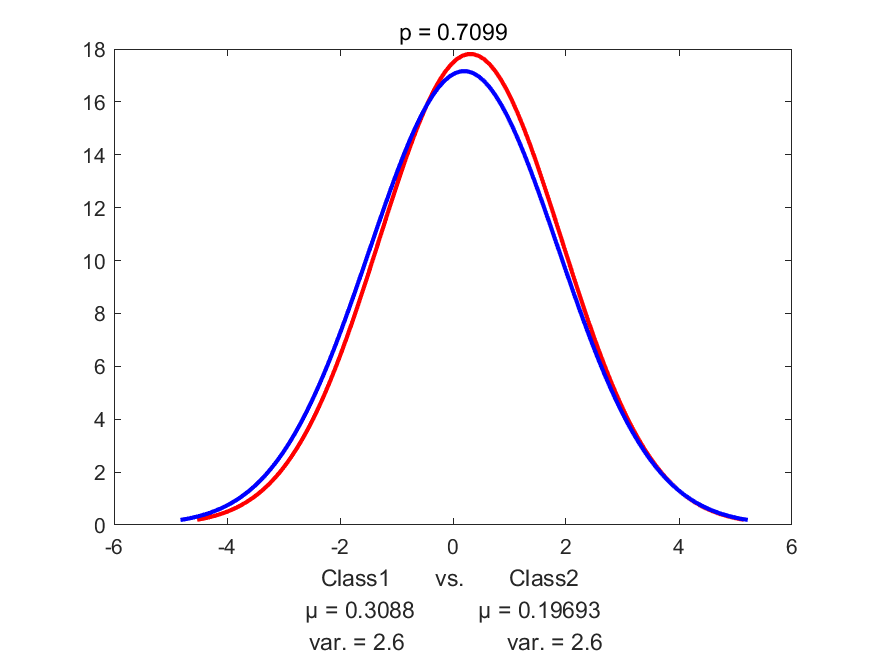 p = 0.7099
18
16
14
12
10
8
6
4
2
0
-6 -4 -2 0 2 4 6
Class1 vs. Class2
μ = 0.3088 μ = 0.19693
var. = 2.6 var. = 2.6